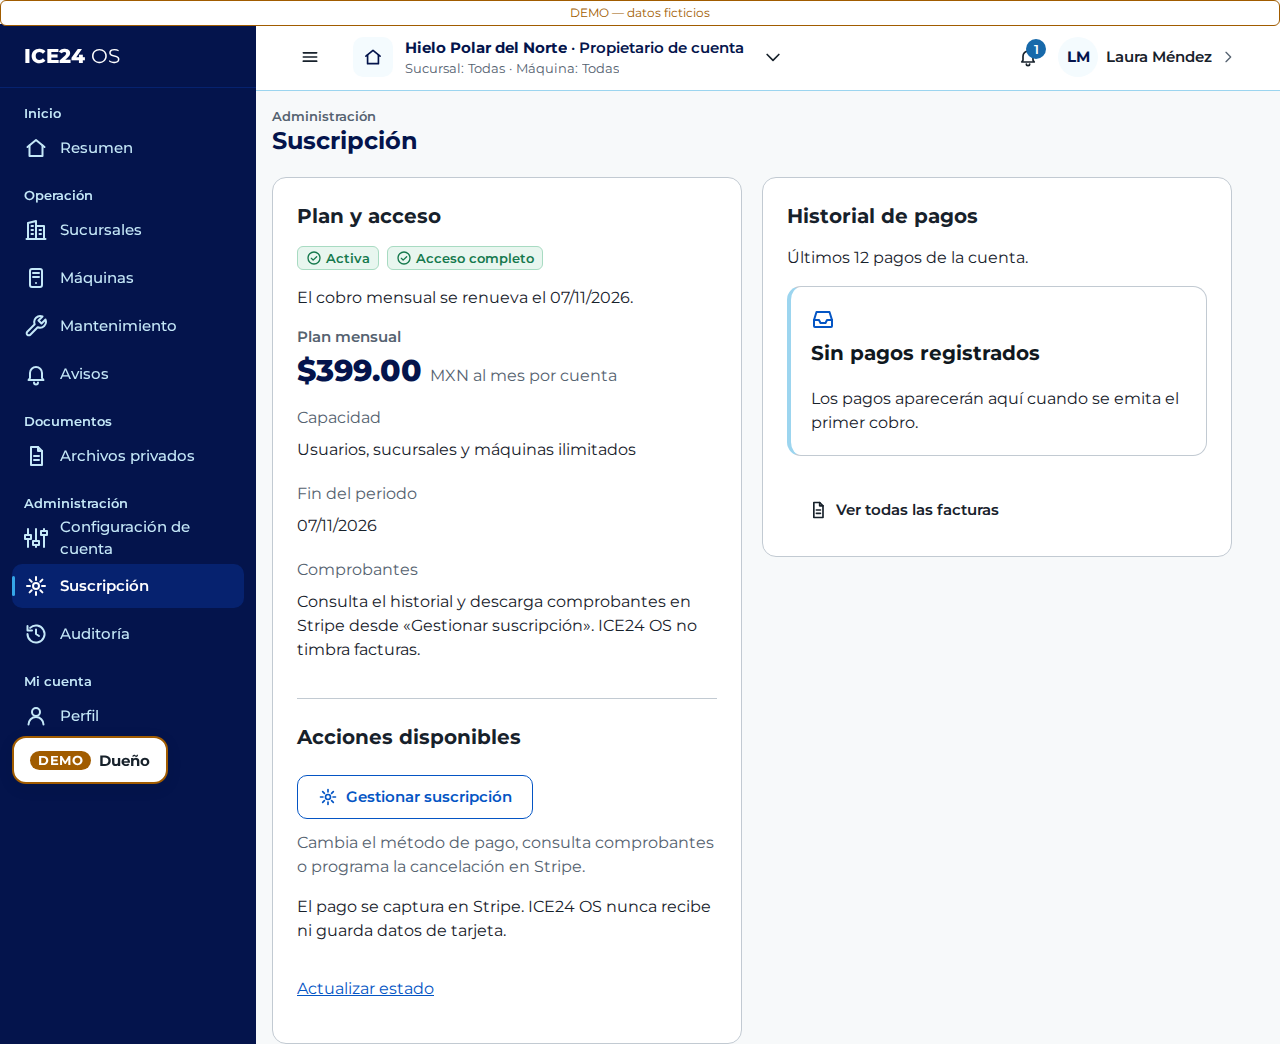 DEMO — datos ficticios
ICE24 OS
Inicio
Resumen
Operación
Sucursales
Máquinas
Mantenimiento
Avisos
Documentos
Archivos privados
Administración
Configuración de
cuenta
Suscripción
Auditoría
Mi cuenta
Perfil
DEMO Dueño
Hielo Polar del Norte · Propietario de cuenta
Sucursal: Todas · Máquina: Todas
1
LM Laura Méndez
Administración
Suscripción
Plan y acceso
Activa Acceso completo
El cobro mensual se renueva el 07/11/2026.
Plan mensual
$399.00 MXN al mes por cuenta
Capacidad
Usuarios, sucursales y máquinas ilimitados
Fin del periodo
07/11/2026
Comprobantes
Consulta el historial y descarga comprobantes en
Stripe desde «Gestionar suscripción». ICE24 OS no
timbra facturas.
Acciones disponibles
Gestionar suscripción
Cambia el método de pago, consulta comprobantes
o programa la cancelación en Stripe.
El pago se captura en Stripe. ICE24 OS nunca recibe
ni guarda datos de tarjeta.
Actualizar estado
Historial de pagos
Últimos 12 pagos de la cuenta.
Sin pagos registrados
Los pagos aparecerán aquí cuando se emita el
primer cobro.
Ver todas las facturas